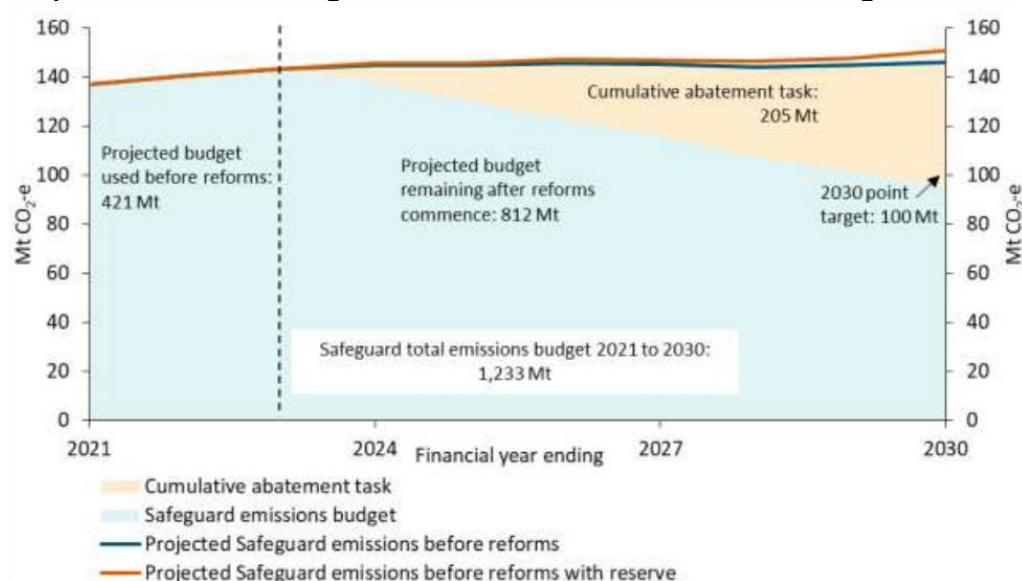 160
140
120
100
80
60
40
20
0
Mt CO2-e
160
140
120
100
80
60
40
20
0
Mt CO2-e
Cumulative abatement task:
205 Mt
Projected budget
used before reforms:
421 Mt
Projected budget
remaining after reforms
commence: 812 Mt
2030 point
target: 100 Mt
Safeguard total emissions budget 2021 to 2030:
1,233 Mt
2021
2024
2027
2030
Financial year ending
Cumulative abatement task
Safeguard emissions budget
Projected Safeguard emissions before reforms
Projected Safeguard emissions before reforms with reserve